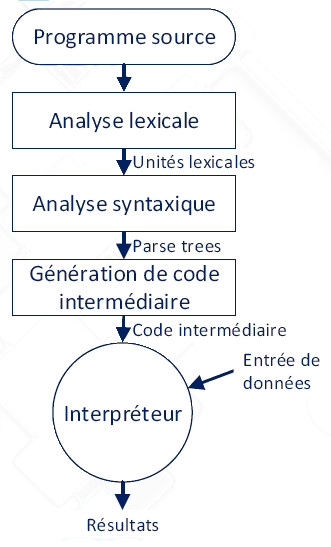 Programme source
Analyse lexicale
Unités lexicales
Analyse syntaxique
Parse trees
Génération de code
intermédiaire
Code intermédiaire
Entrée de
données
Interpréteur
Résultats